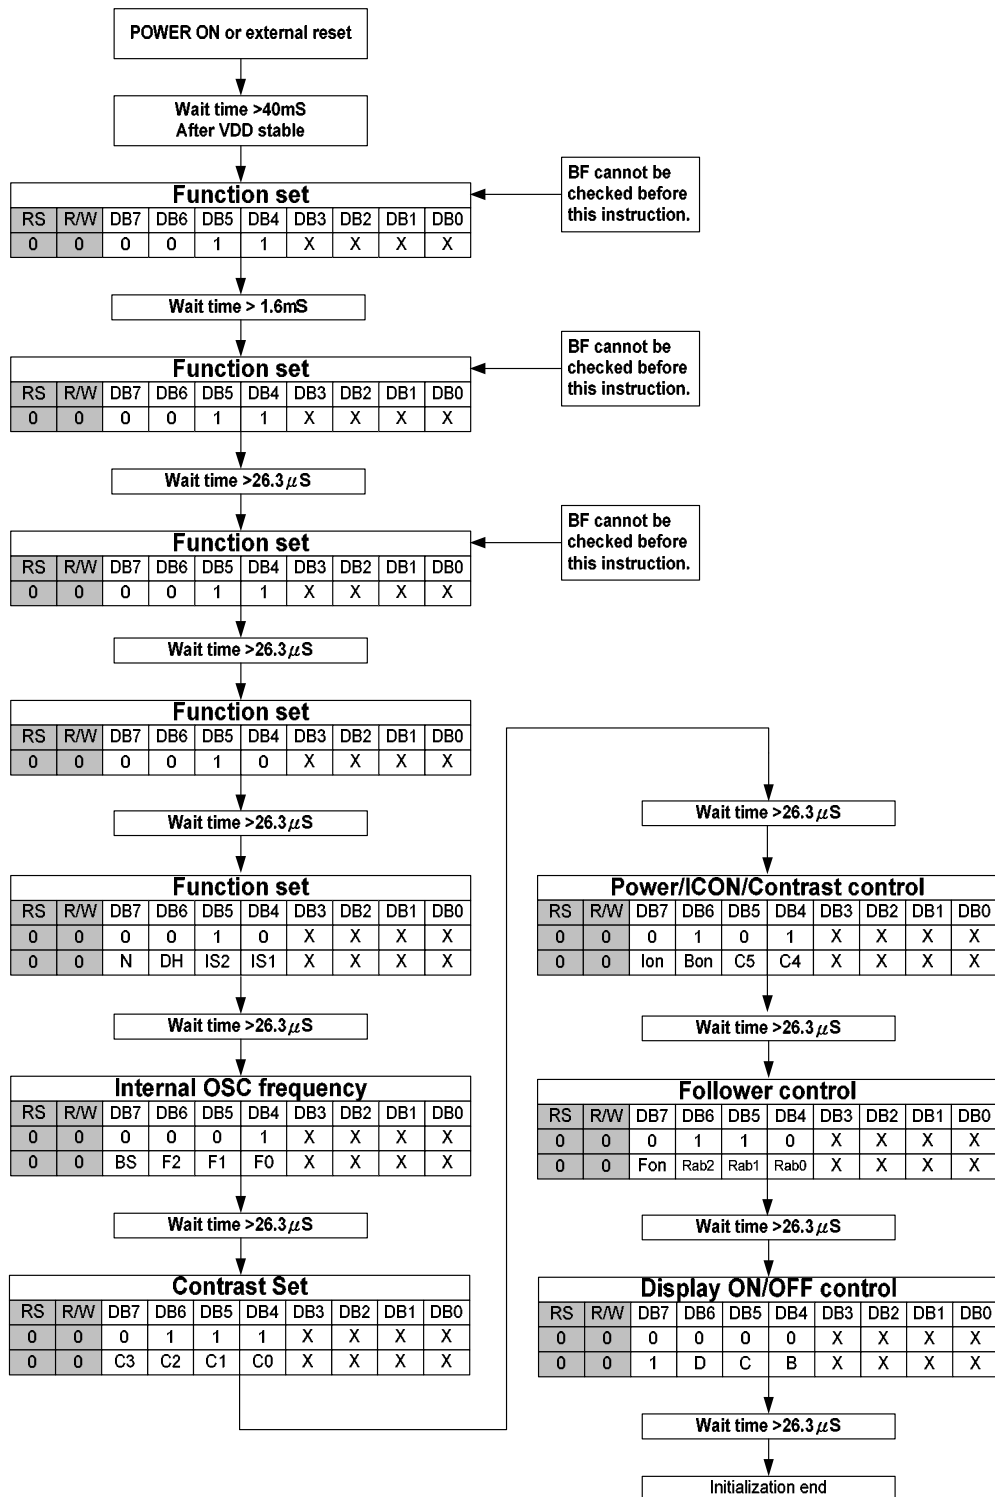 POWER ON or external reset
Wait time >40mS
After VDD stable
Function set
RS R/W DB7 DB6 DB5 DB4 DB3 DB2 DB1 DB0
0 0 0 0 1 1 X X X X
BF cannot be
checked before
this instruction.
Wait time > 1.6mS
Function set
RS R/W DB7 DB6 DB5 DB4 DB3 DB2 DB1 DB0
0 0 0 0 1 1 X X X X
BF cannot be
checked before
this instruction.
Wait time >26.3μS
Function set
RS R/W DB7 DB6 DB5 DB4 DB3 DB2 DB1 DB0
0 0 0 0 1 1 X X X X
BF cannot be
checked before
this instruction.
Wait time >26.3μS
Function set
RS R/W DB7 DB6 DB5 DB4 DB3 DB2 DB1 DB0
0 0 0 0 1 0 X X X X
Wait time >26.3μS
Function set
RS R/W DB7 DB6 DB5 DB4 DB3 DB2 DB1 DB0
0 0 0 0 1 0 X X X X
0 0 N DH IS2 IS1 X X X X
Wait time >26.3μS
Internal OSC frequency
RS R/W DB7 DB6 DB5 DB4 DB3 DB2 DB1 DB0
0 0 0 0 0 1 X X X X
0 0 BS F2 F1 F0 X X X X
Wait time >26.3μS
Contrast Set
RS R/W DB7 DB6 DB5 DB4 DB3 DB2 DB1 DB0
0 0 0 1 1 1 X X X X
0 0 C3 C2 C1 C0 X X X X
Wait time >26.3μS
Power/ICON/Contrast control
RS R/W DB7 DB6 DB5 DB4 DB3 DB2 DB1 DB0
0 0 0 1 0 1 X X X X
0 0 Ion Bon C5 C4 X X X X
Wait time >26.3μS
Follower control
RS R/W DB7 DB6 DB5 DB4 DB3 DB2 DB1 DB0
0 0 0 1 1 0 X X X X
0 0 Fon Rab2 Rab1 Rab0 X X X X
Wait time >26.3μS
Display ON/OFF control
RS R/W DB7 DB6 DB5 DB4 DB3 DB2 DB1 DB0
0 0 0 0 0 0 X X X X
0 0 1 D C B X X X X
Wait time >26.3μS
Initialization end